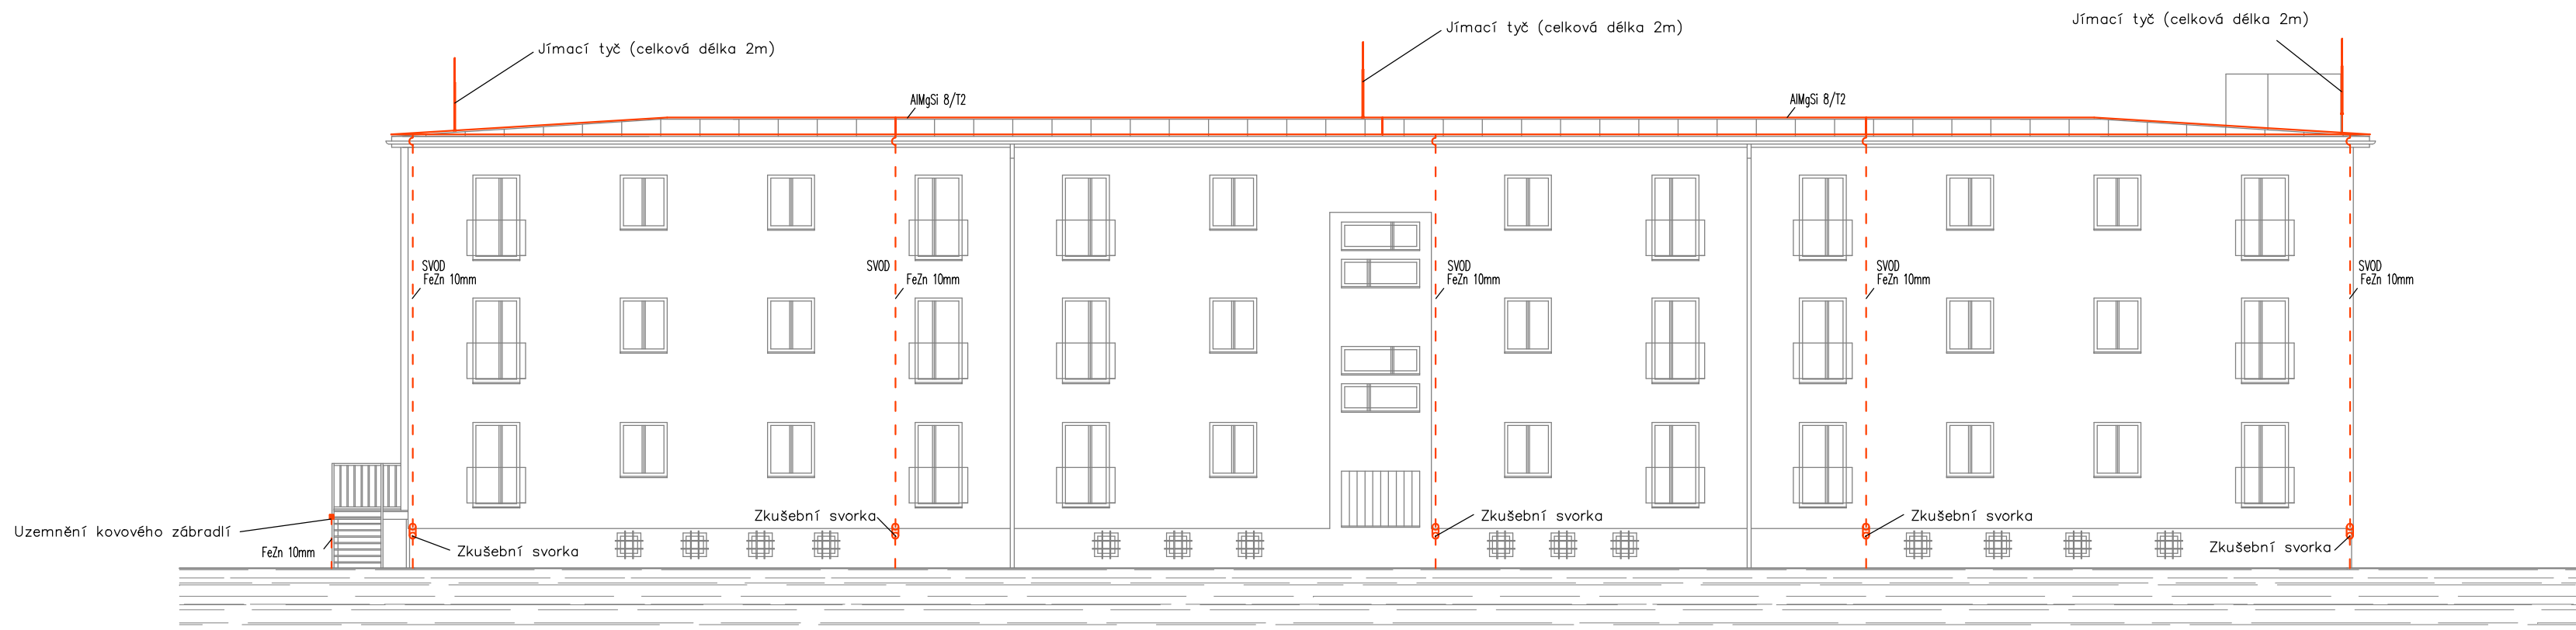 Jímací tyč (celková délka 2m)
Jímací tyč (celková délka 2m)
Jímací tyč (celková délka 2m)
AlMgSi 8/T2
AlMgSi 8/T2
SVOD
FeZn 10mm
SVOD
FeZn 10mm
SVOD
FeZn 10mm
SVOD
FeZn 10mm
SVOD
FeZn 10mm
Uzemnění kovového zábradlí
FeZn 10mm
Zkušební svorka
Zkušební svorka
Zkušební svorka
Zkušební svorka
Zkušební svorka